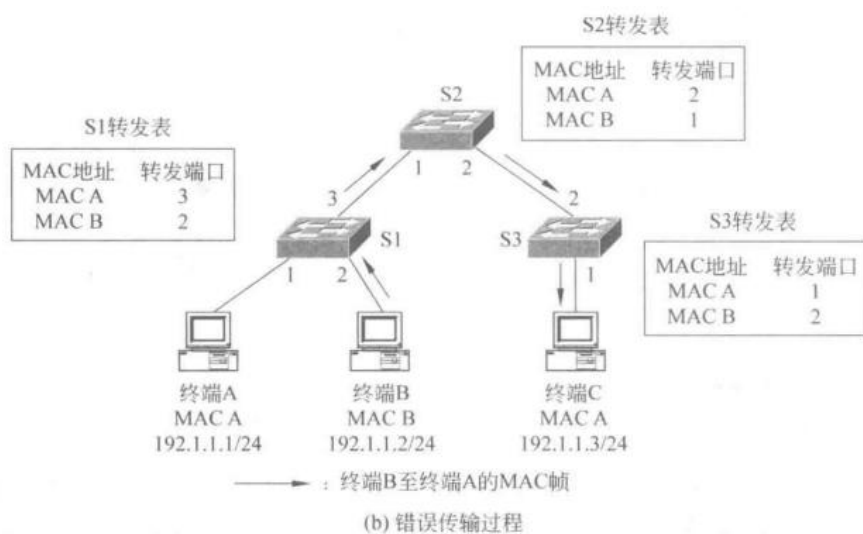 S2转发表
MAC地址 转发端口
MAC A 2
MAC B 1
S2
S1转发表
MAC地址 转发端口
MAC A 3
MAC B 2
1 2
3
2
S1
S3
S3转发表
MAC地址 转发端口
MAC A 1
MAC B 2
1 2
1
终端A
MAC A
192.1.1.1/24
终端B
MAC B
192.1.1.2/24
终端C
MAC A
192.1.1.3/24
：终端B至终端A的MAC帧
(b) 错误传输过程